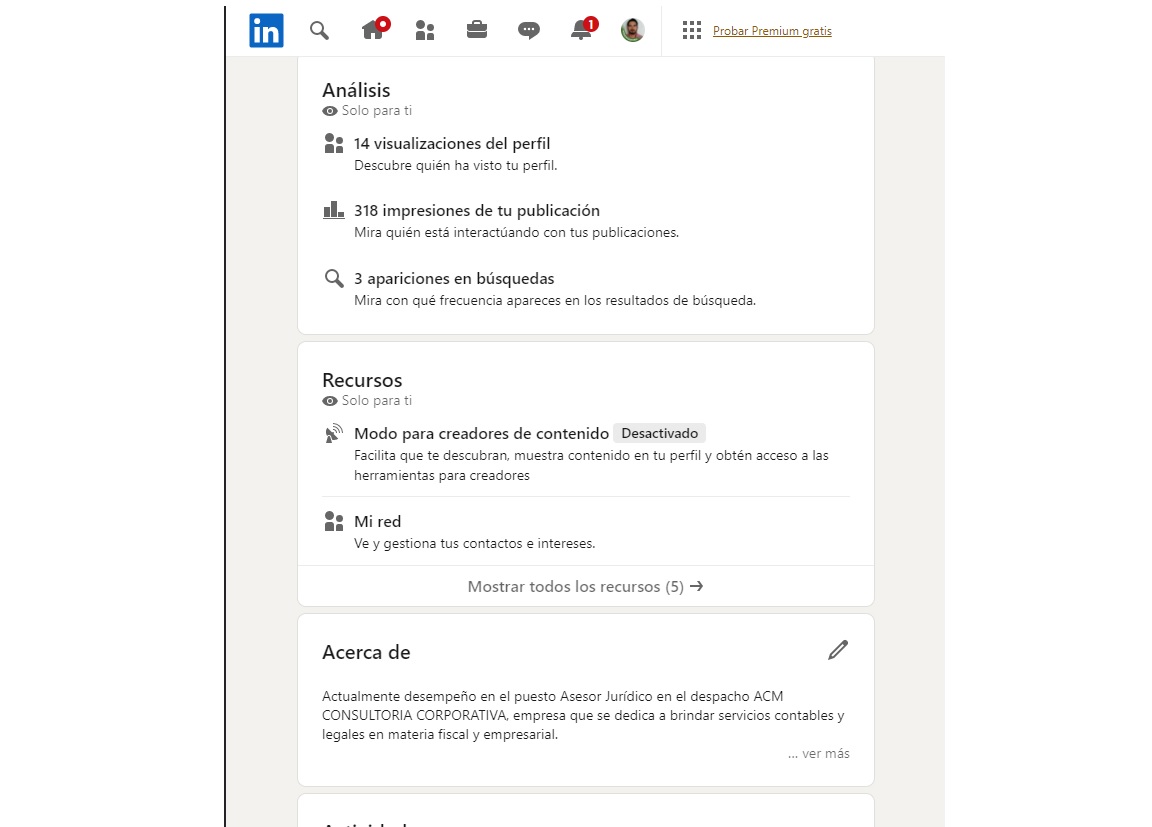 in
1
Probar Premium gratis
Análisis
Solo para ti
14 visualizaciones del perfil
Descubre quién ha visto tu perfil.
318 impresiones de tu publicación
Mira quién está interactúando con tus publicaciones.
3 apariciones en búsquedas
Mira con qué frecuencia apareces en los resultados de búsqueda.
Recursos
Solo para ti
Modo para creadores de contenido Desactivado
Facilita que te descubran, muestra contenido en tu perfil y obtén acceso a las
herramientas para creadores
Mi red
Ve y gestiona tus contactos e intereses.
Mostrar todos los recursos (5) →
Acerca de
Actualmente desempeño en el puesto Asesor Jurídico en el despacho ACM
CONSULTORIA CORPORATIVA, empresa que se dedica a brindar servicios contables y
legales en materia fiscal y empresarial.
... ver más